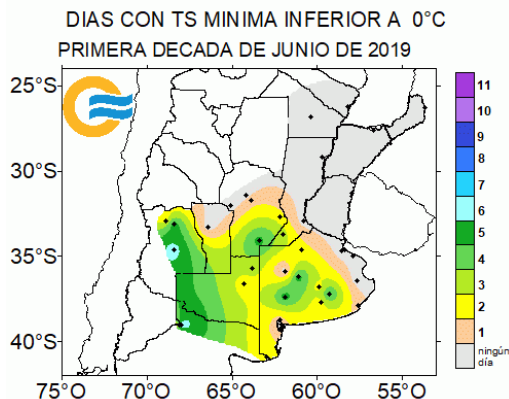 DIAS CON TS MINIMA INFERIOR A 0°C
PRIMERA DECADA DE JUNIO DE 2019
25°S
30°S
35°S
40°S
75°O 70°O 65°O 60°O 55°O
11
10
9
8
7
6
5
4
3
2
1
ningún
día